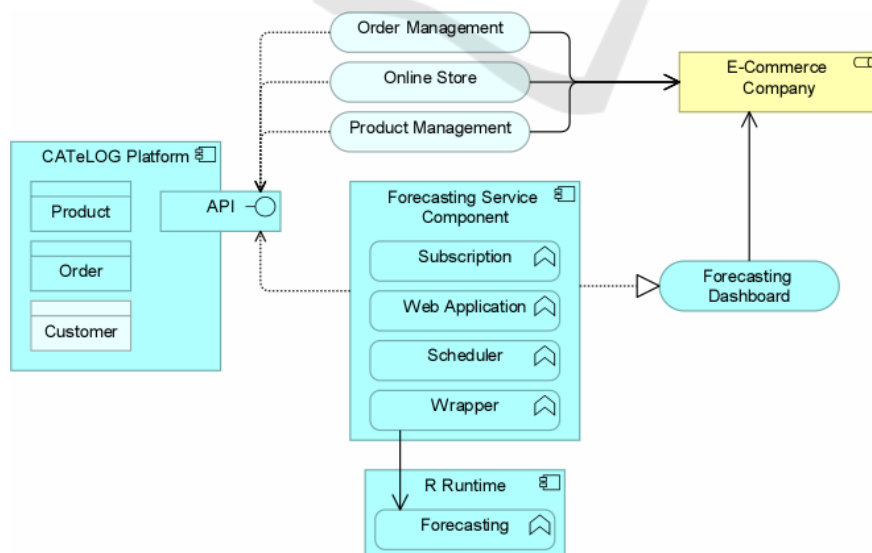 Order Management
Online Store
Product Management
E-Commerce
Company
CATeLOG Platform
Product
Order
Customer
API
Forecasting Service
Component
Subscription
Web Application
Scheduler
Wrapper
Forecasting
Dashboard
R Runtime
Forecasting